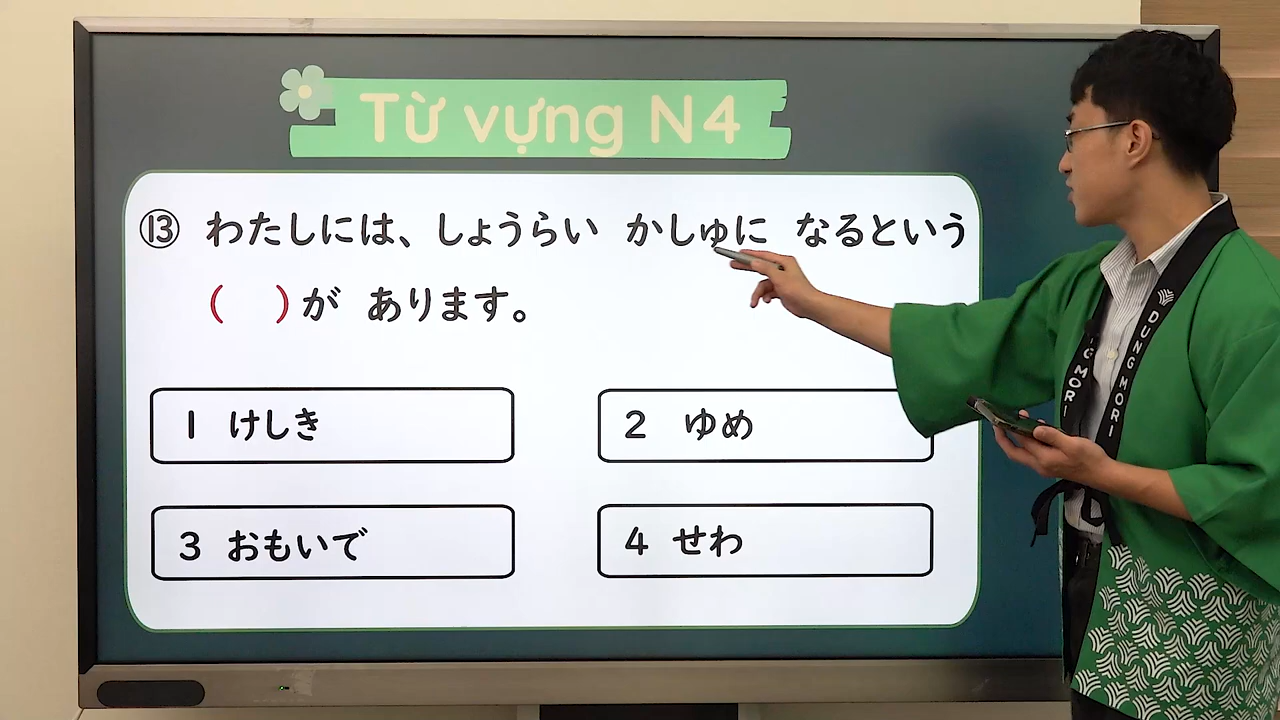 Từ vựng N4
⑬ わたしには、しょうらい かしゅに なるという
( )が あります。
1 けしき
2 ゆめ
3 おもいで
4 せわ
DUNG MORI
NG MORI